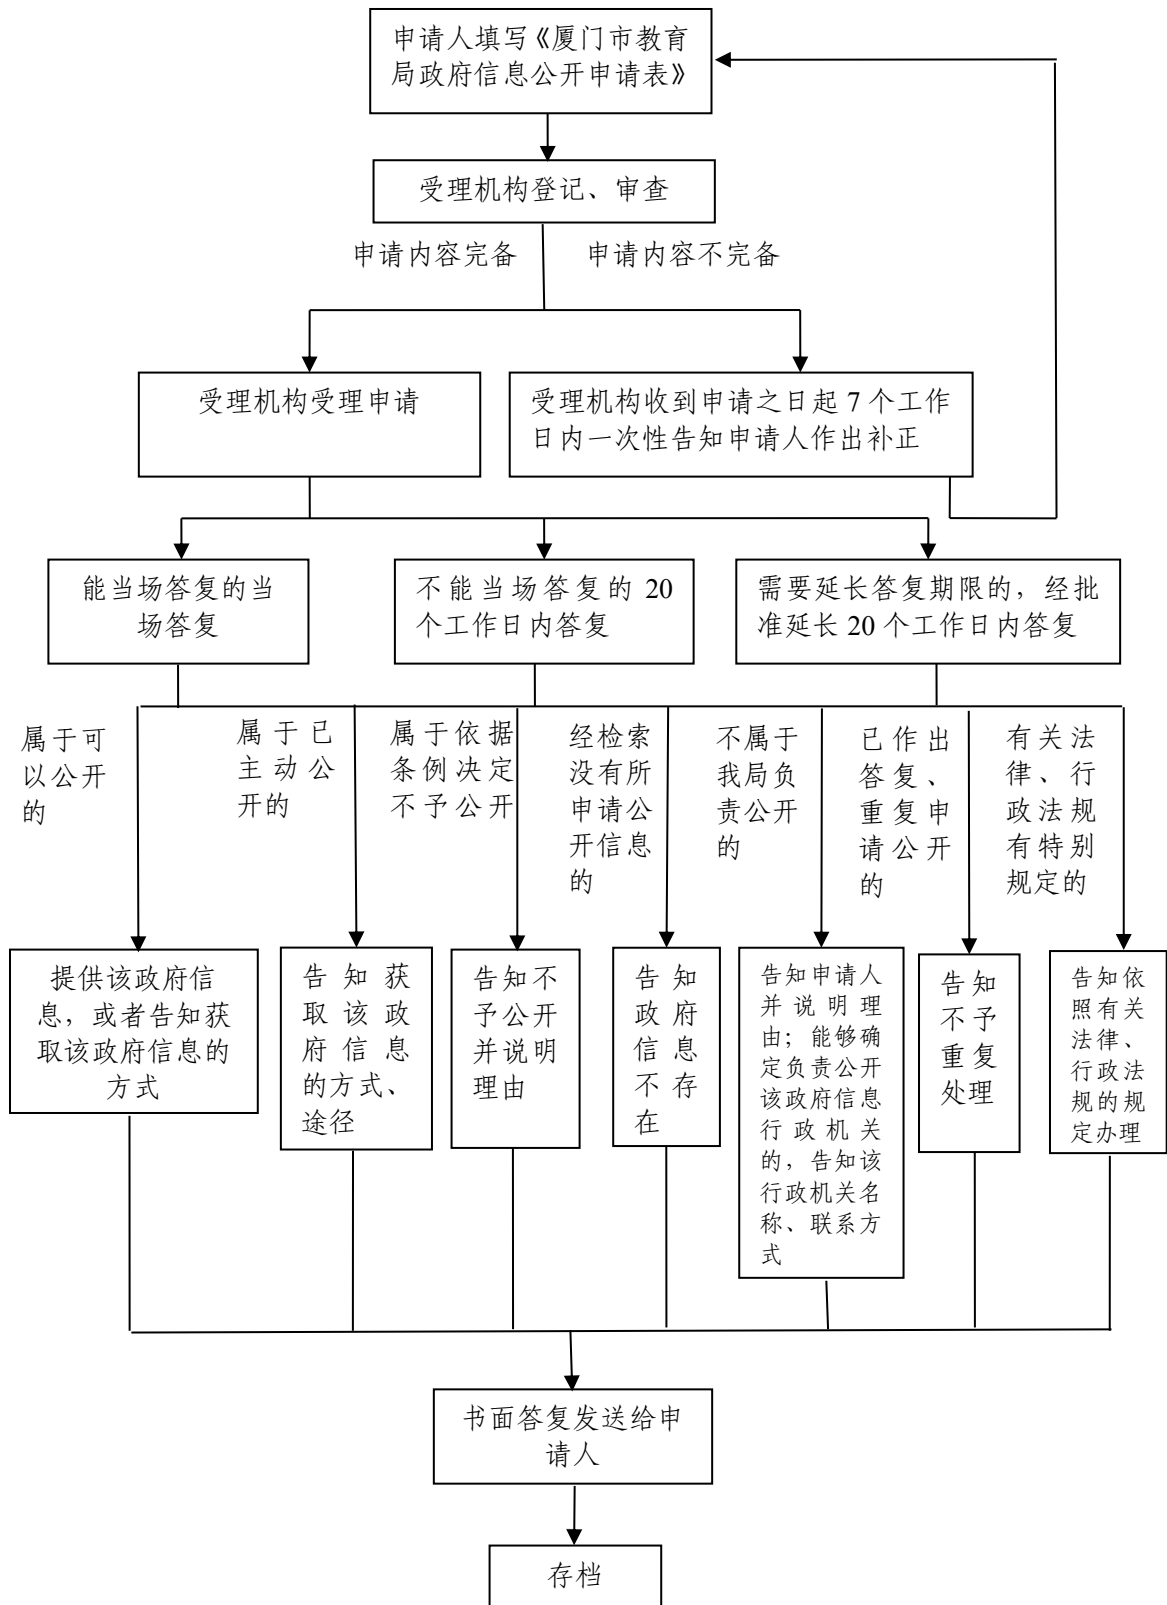 申请人填写《厦门市教育
局政府信息公开申请表》
受理机构登记、审查
申请内容完备
申请内容不完备
受理机构受理申请
受理机构收到申请之日起 7 个工作
日内一次性告知申请人作出补正
能当场答复的当
场答复
不能当场答复的 20
个工作日内答复
需要延长答复期限的，经批
准延长 20 个工作日内答复
属于可
以公开
的
属于已
主动公
开的
属于依据
条例决定
不予公开
经检索
没有所
申请公
开信息
的
不属于
我局负
责公开
的
已作出
答复、
重复申
请公开
的
有关法
律、行
政法规
有特别
规定的
提供该政府信
息，或者告知获
取该政府信息的
方式
告知获
取该政
府信息
的方式、
途径
告知不
予公开
并说明
理由
告知
政府
信息
不存
在
告知申请人
并说明理
由；能够确
定负责公开
该政府信息
行政机关
的，告知该
行政机关名
称、联系方
式
告知
不予
重复
处理
告知依
照有关
法律、
行政法
规的规
定办理
书面答复发送给申
请人
存档